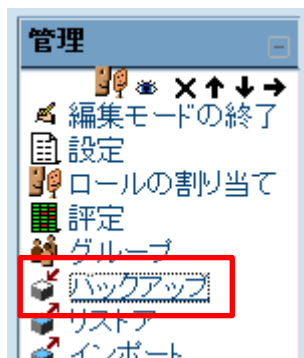 管理
編集モードの終了
設定
ロールの割り当て
評定
グループ
バックアップ
リストア
インポート